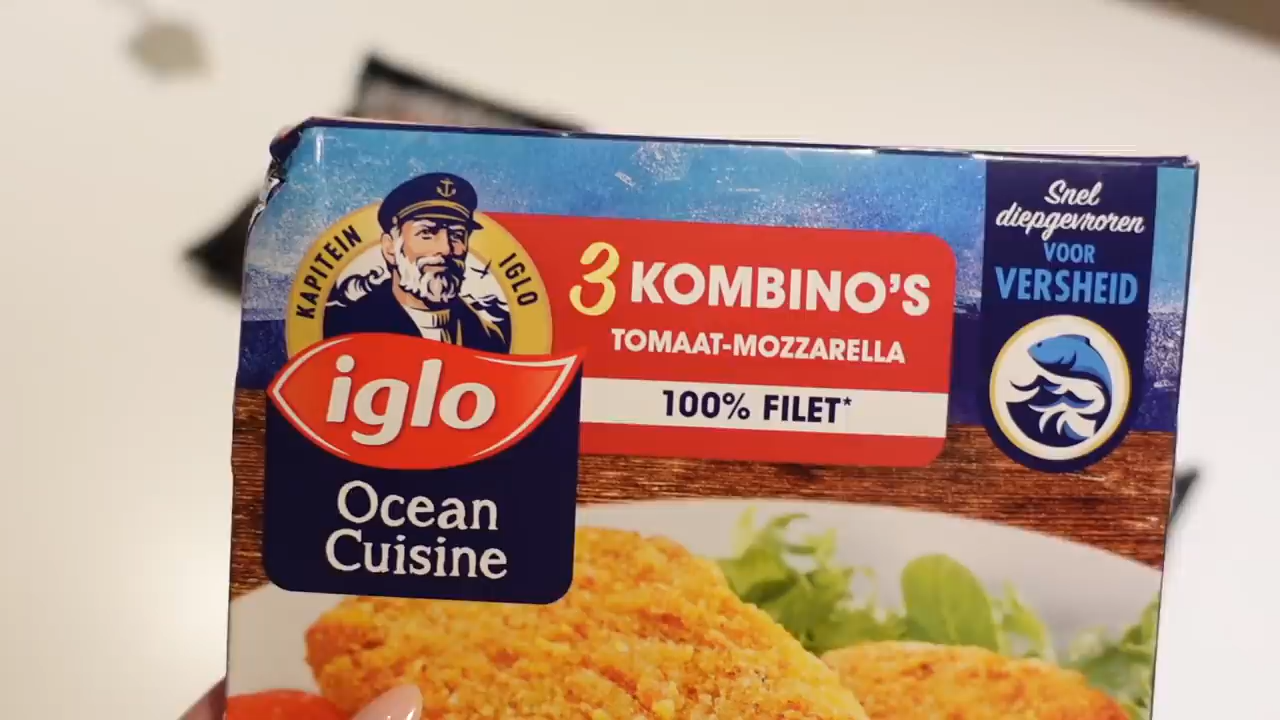 KAPITEIN IGLO
iglo
Ocean
Cuisine
3 KOMBINO'S
TOMAAT-MOZZARELLA
100% FILET*
Snel
diepgevroren
VOOR
VERSHEID